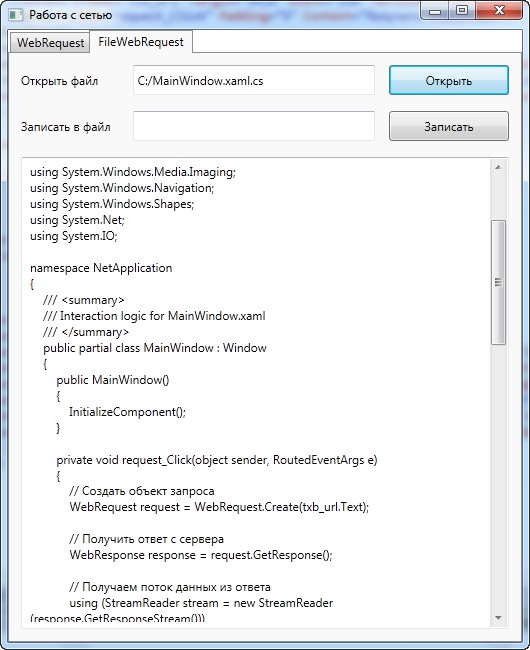 Работа с сетью
WebRequest FileWebRequest
Открыть файл C:/MainWindow.xaml.cs Открыть
Записать в файл Записать
using System.Windows.Media.Imaging;
using System.Windows.Navigation;
using System.Windows.Shapes;
using System.Net;
using System.IO;
namespace NetApplication
{
/// <summary>
/// Interaction logic for MainWindow.xaml
/// </summary>
public partial class MainWindow : Window
{
public MainWindow()
{
InitializeComponent();
}
private void request_Click(object sender, RoutedEventArgs e)
{
// Создать объект запроса
WebRequest request = WebRequest.Create(txb_url.Text);
// Получить ответ с сервера
WebResponse response = request.GetResponse();
// Получаем поток данных из ответа
using (StreamReader stream = new StreamReader
(response.GetResponseStream()))